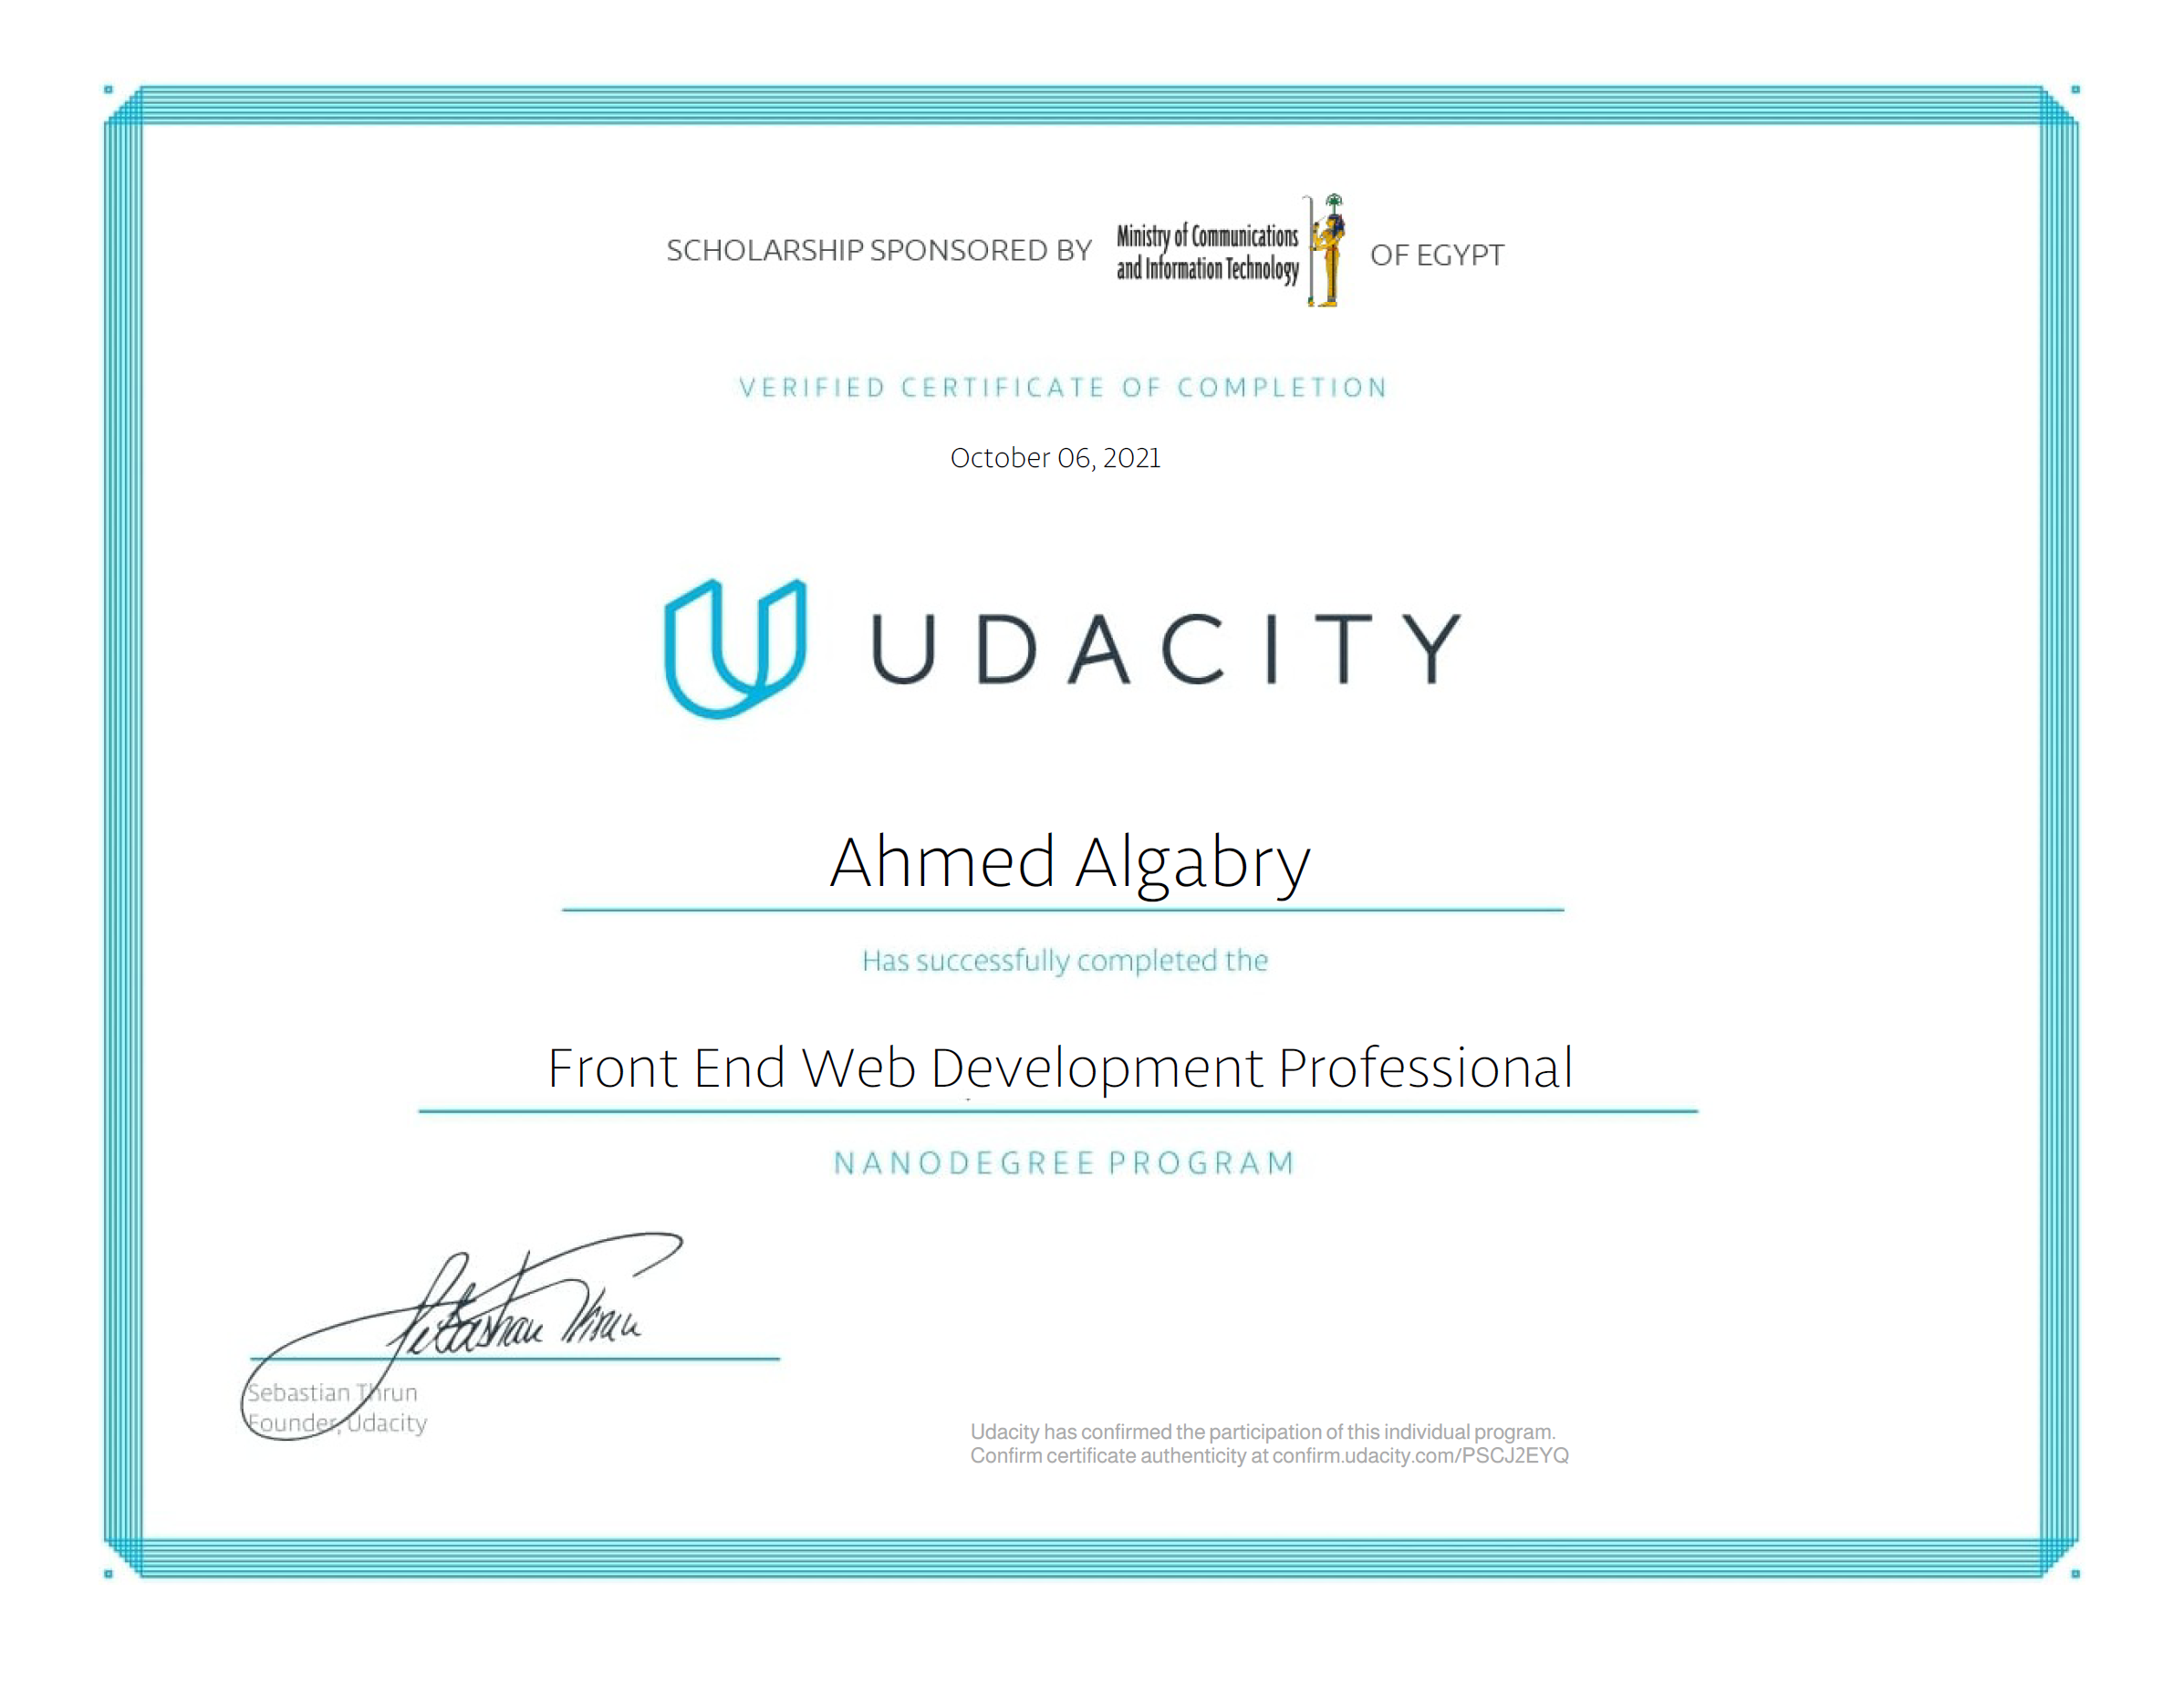 SCHOLARSHIP SPONSORED BY Ministry of Communications and Information Technology OF EGYPT
VERIFIED CERTIFICATE OF COMPLETION
October 06, 2021
UDACITY
Ahmed Algabry
Has successfully completed the
Front End Web Development Professional
NANODEGREE PROGRAM
Sebastian Thrun
Sebastian Thrun
Founder, Udacity
Udacity has confirmed the participation of this individual program.
Confirm certificate authenticity at confirm.udacity.com/PSCJ2EYQ